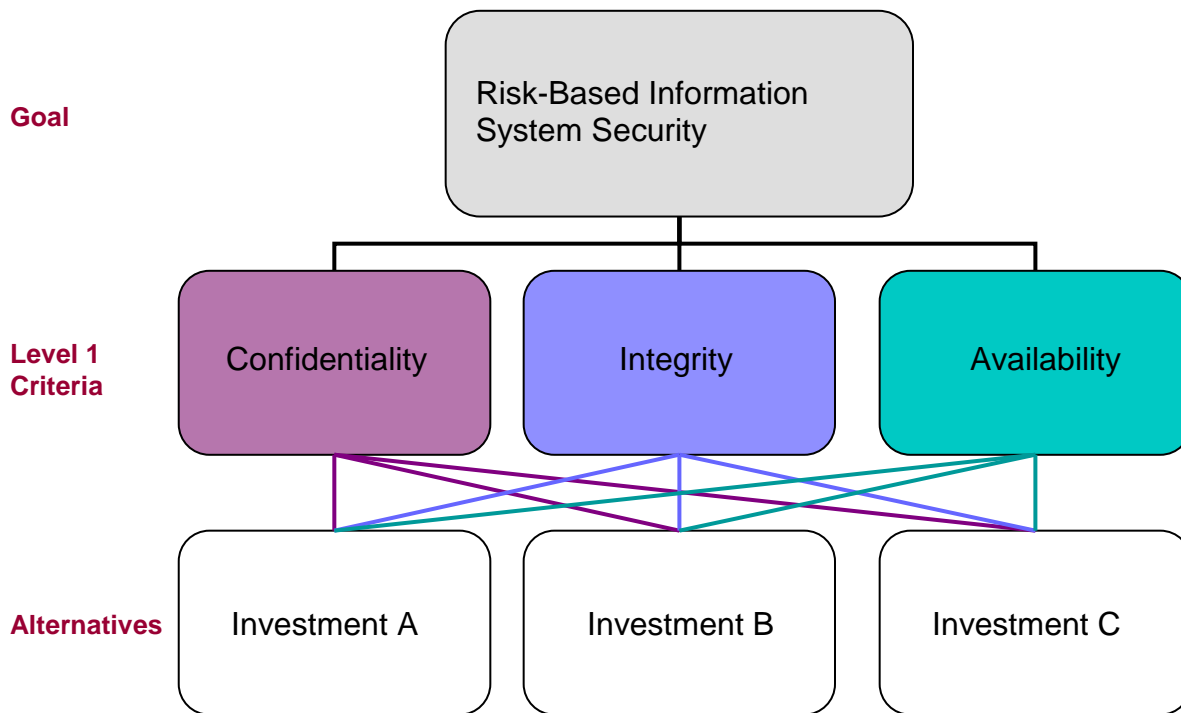 Goal
Risk-Based Information
System Security
Level 1
Criteria
Confidentiality
Integrity
Availability
Alternatives
Investment A
Investment B
Investment C